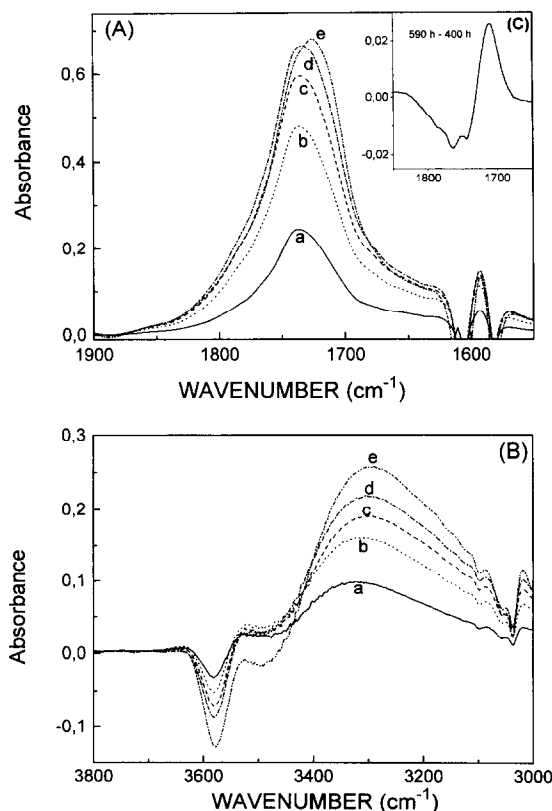 (A)
(C)
590 h - 400 h
0,02
0,00
-0,02
1800
1700
e
d
c
b
a
0,6
0,4
0,2
0,0
Absorbance
1900
1800
1700
1600
WAVENUMBER (cm-1)
(B)
0,3
0,2
0,1
0,0
-0,1
Absorbance
e
d
c
b
a
3800
3600
3400
3200
3000
WAVENUMBER (cm-1)